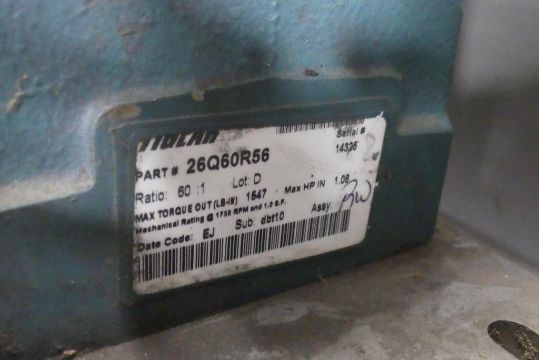 Serial #
PART # 26Q60R56
14325
Ratio: 60 :1 Lot: D Max HP IN 1.08
MAX TORQUE OUT (LB-IN) 1547
Mechanical Rating @ 1750 RPM and 1.0 S.F.
Assy:
Date Code: EJ Sub: dbt10